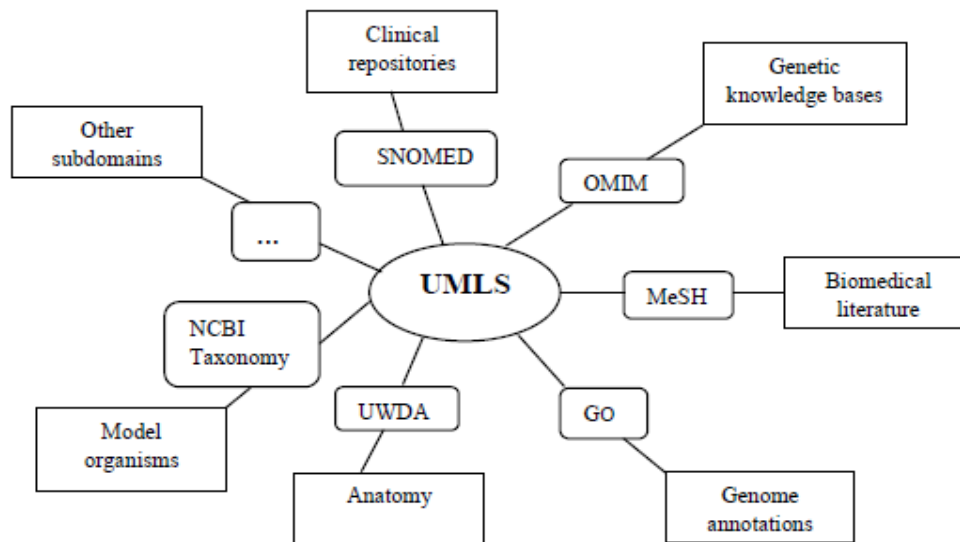 Clinical
repositories
Genetic
knowledge bases
Other
subdomains
SNOMED
OMIM
...
UMLS
MeSH
Biomedical
literature
NCBI
Taxonomy
UWDA
GO
Model
organisms
Anatomy
Genome
annotations